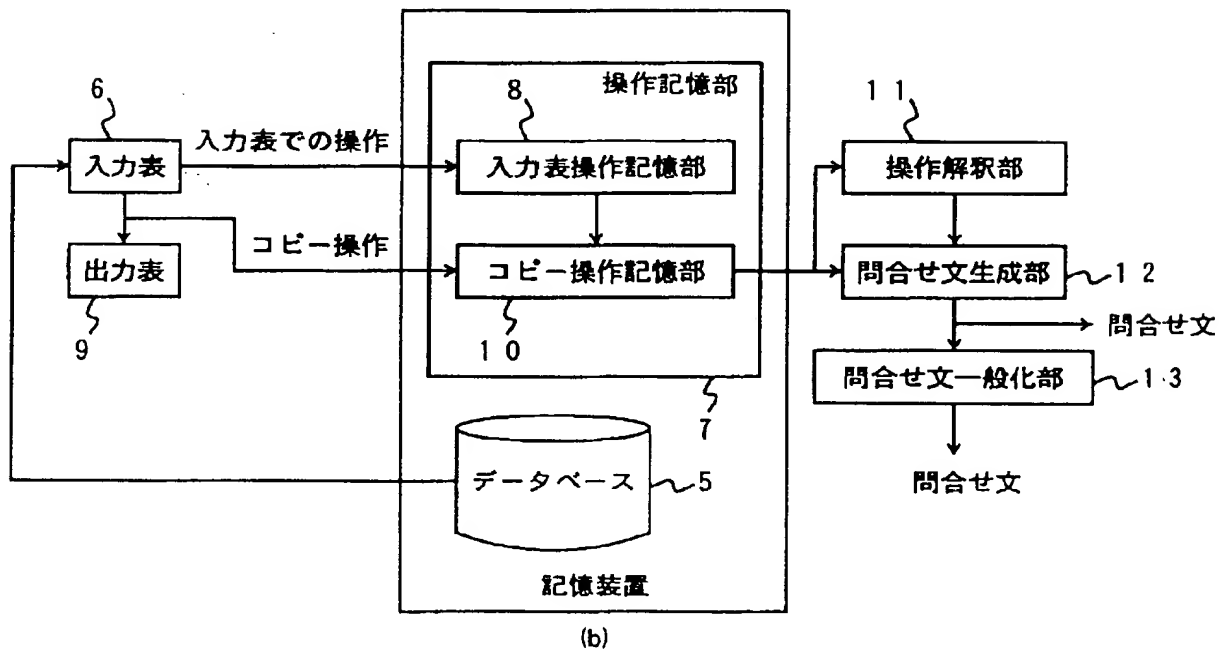 操作記憶部
6
8
11
入力表での操作
入力表
入力表操作記憶部
操作解釈部
コピー操作
出力表
コピー操作記憶部
問合せ文生成部
12
9
10
問合せ文
問合せ文一般化部
13
7
データベース
5
問合せ文
記憶装置
(b)